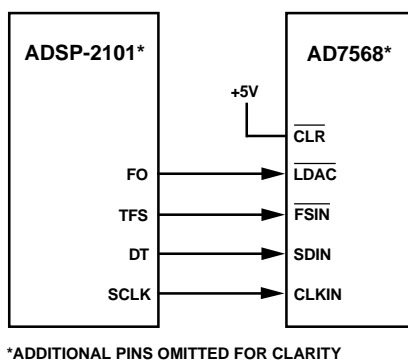 ADSP-2101*
AD7568*
+5V
CLR
FO
LDAC
TFS
FSIN
DT
SDIN
SCLK
CLKIN
*ADDITIONAL PINS OMITTED FOR CLARITY